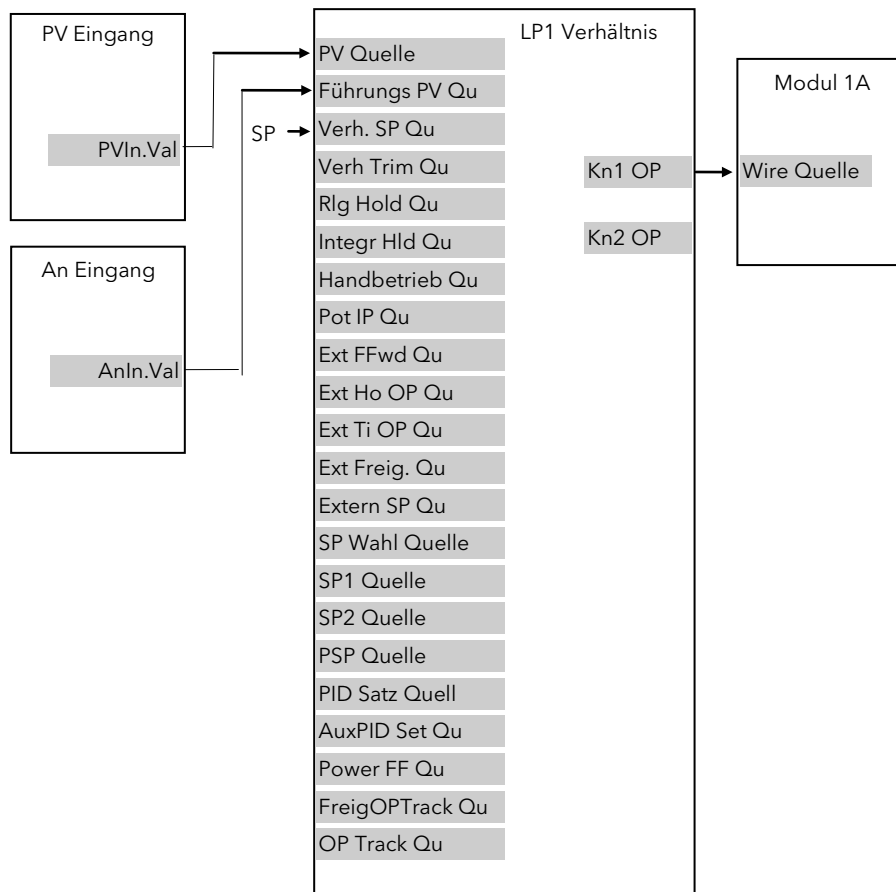 PV Eingang
PVIn.Val
An Eingang
AnIn.Val
SP
LP1 Verhältnis
PV Quelle
Führungs PV Qu
Verh. SP Qu
Verh Trim Qu
Rlg Hold Qu
Integr Hld Qu
Handbetrieb Qu
Pot IP Qu
Ext FFwd Qu
Ext Ho OP Qu
Ext Ti OP Qu
Ext Freig. Qu
Extern SP Qu
SP Wahl Quelle
SP1 Quelle
SP2 Quelle
PSP Quelle
PID Satz Quell
AuxPID Set Qu
Power FF Qu
FreigOPTrack Qu
OP Track Qu
Kn1 OP
Kn2 OP
Modul 1A
Wire Quelle